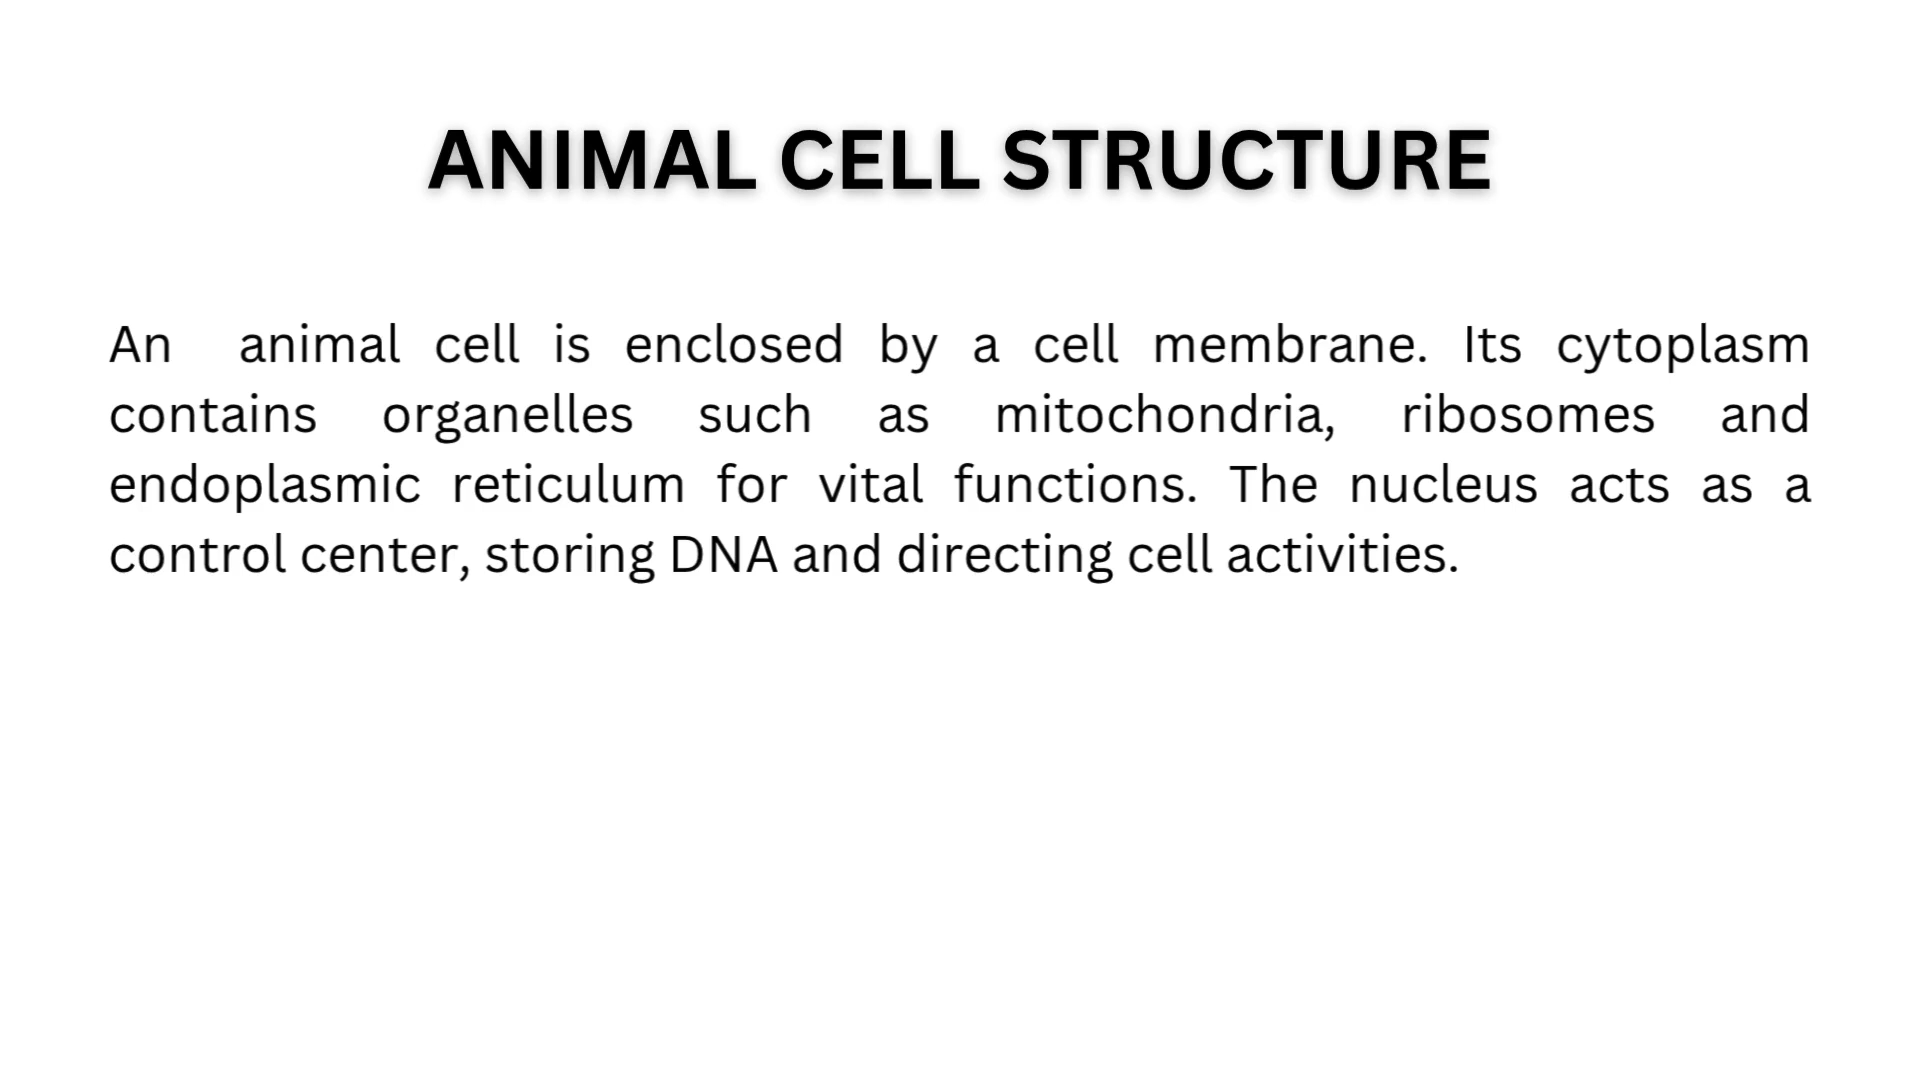 ANIMAL CELL STRUCTURE
An animal cell is enclosed by a cell membrane. Its cytoplasm
contains organelles such as mitochondria, ribosomes and
endoplasmic reticulum for vital functions. The nucleus acts as a
control center, storing DNA and directing cell activities.